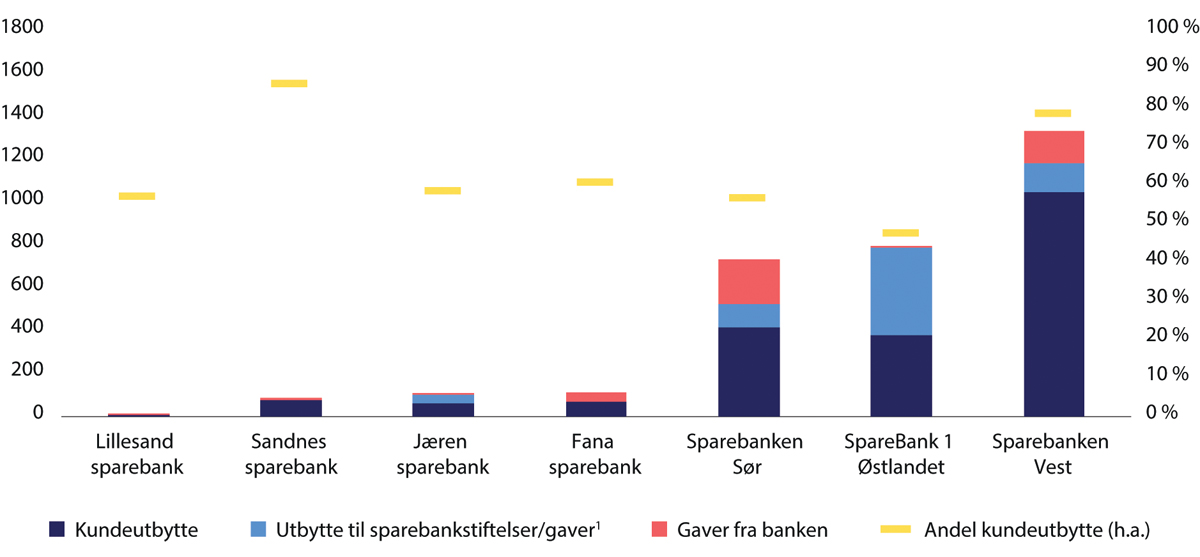 1800
1600
1400
1200
1000
800
600
400
200
0
100 %
90 %
80 %
70 %
60 %
50 %
40 %
30 %
20 %
10 %
0 %
Lillesand
sparebank
Sandnes
sparebank
Jæren
sparebank
Fana
sparebank
Sparebanken
Sør
SpareBank 1
Østlandet
Sparebanken
Vest
Kundeutbytte
Utbytte til sparebankstiftelser/gaver¹
Gaver fra banken
Andel kundeutbytte (h.a.)